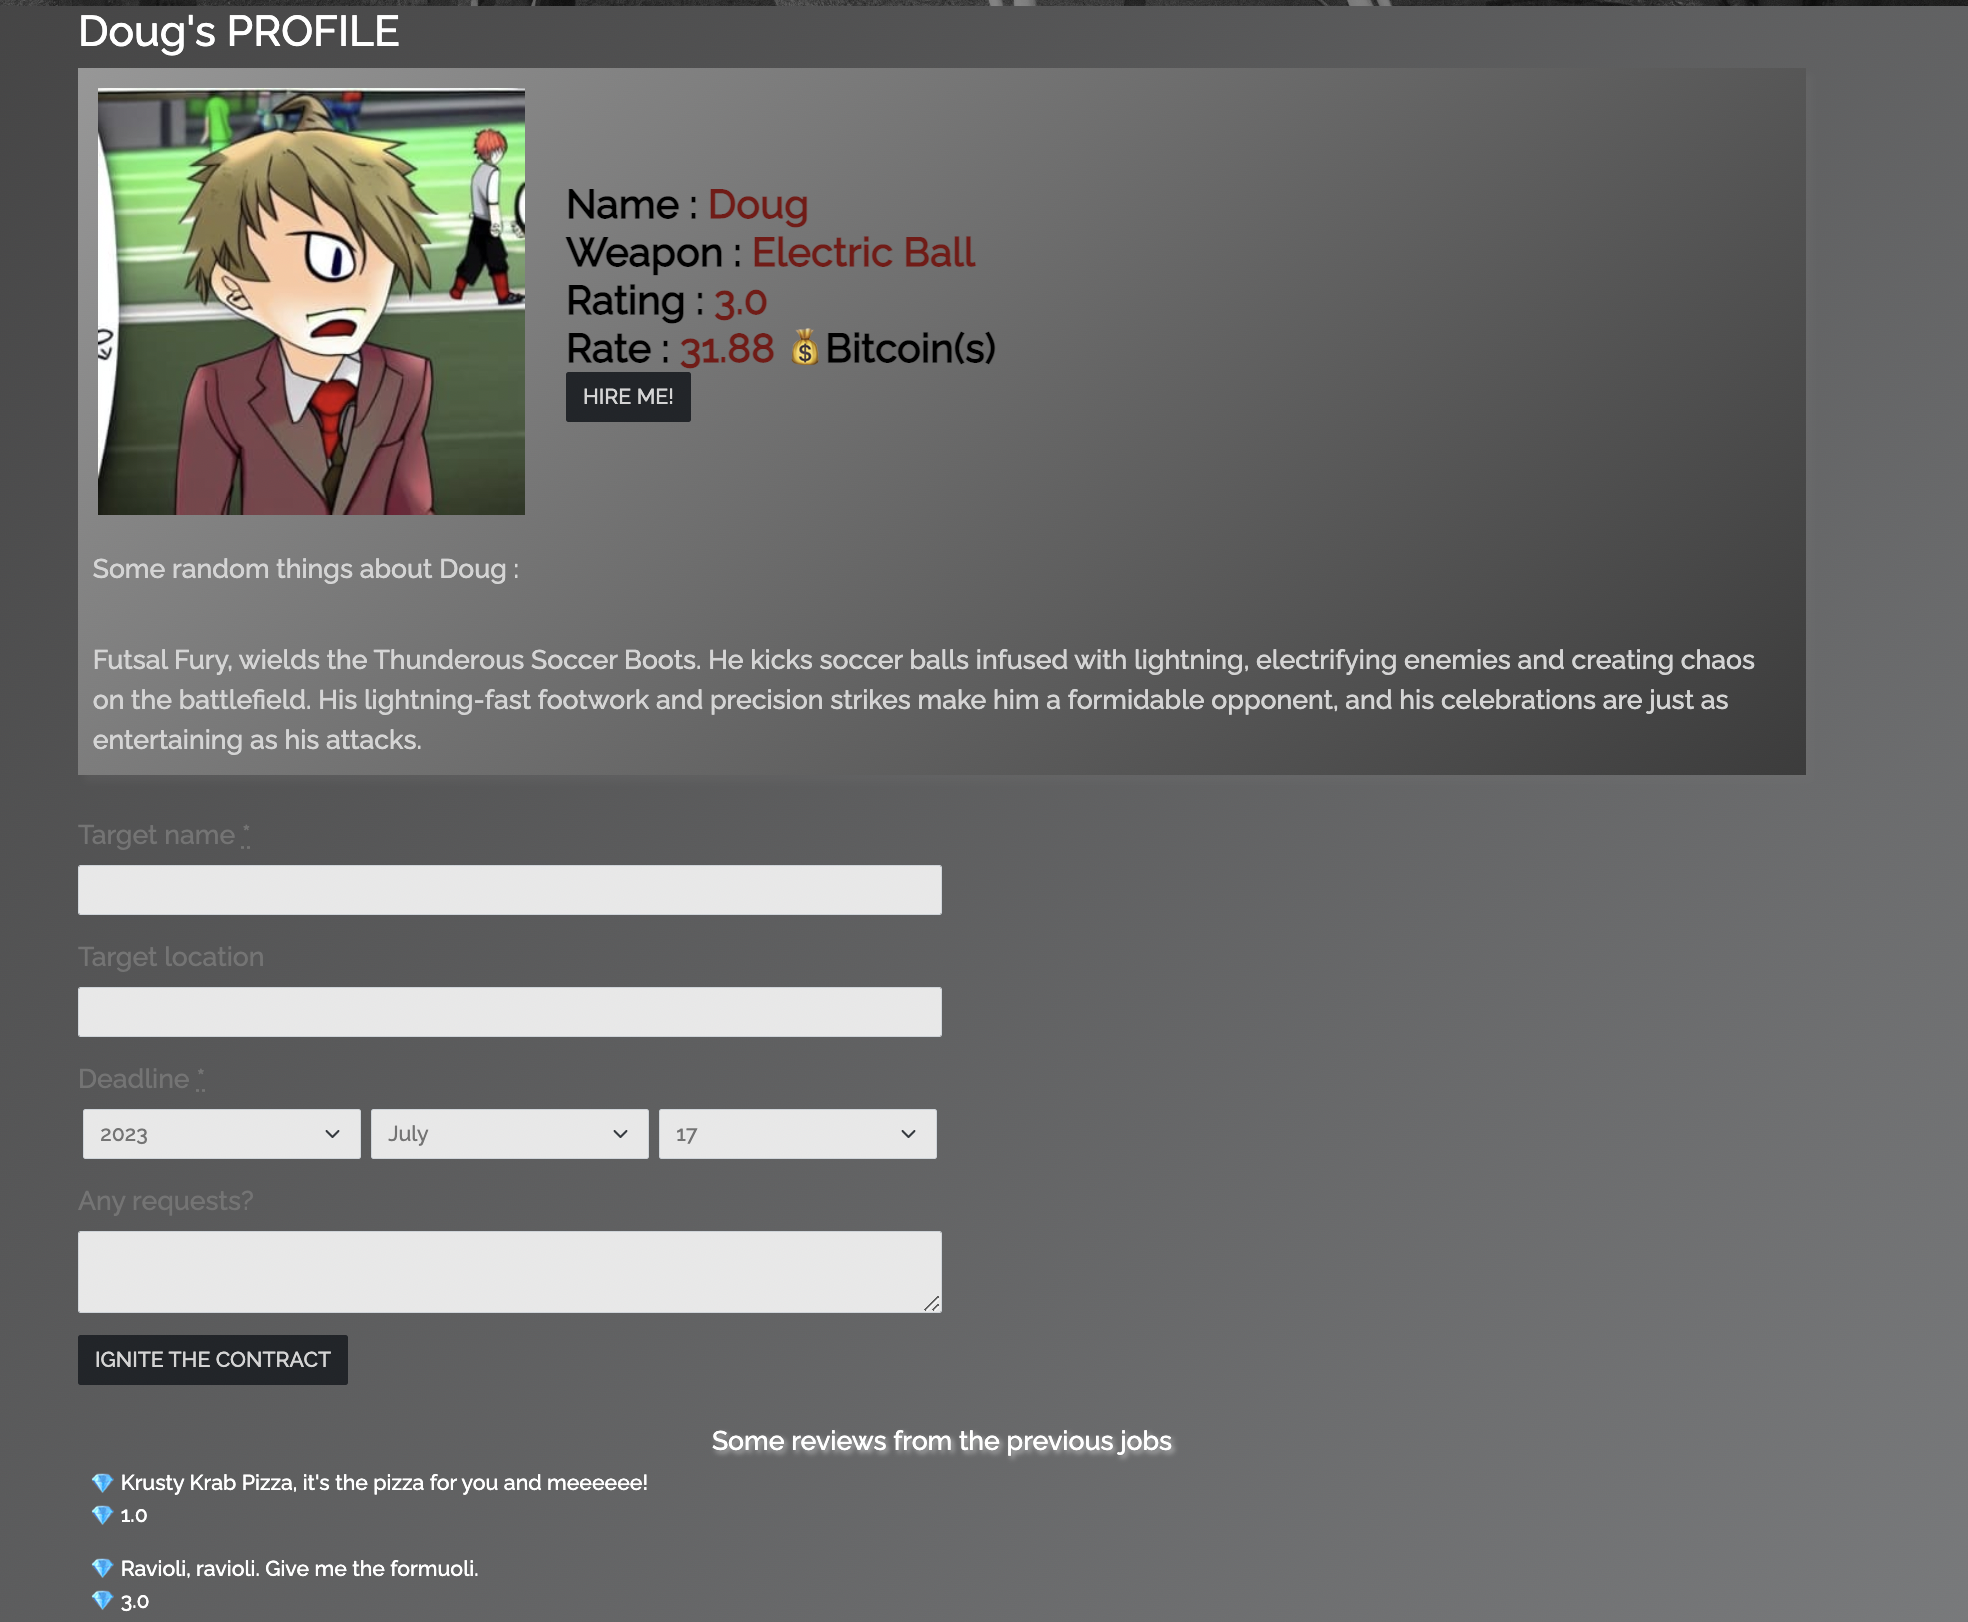 Doug's PROFILE
Name : Doug
Weapon : Electric Ball
Rating : 3.0
Rate : 31.88 💰Bitcoin(s)
HIRE ME!
Some random things about Doug :
Futsal Fury, wields the Thunderous Soccer Boots. He kicks soccer balls infused with lightning, electrifying enemies and creating chaos
on the battlefield. His lightning-fast footwork and precision strikes make him a formidable opponent, and his celebrations are just as
entertaining as his attacks.
Target name *
Target location
Deadline *
2023 July 17
Any requests?
IGNITE THE CONTRACT
Some reviews from the previous jobs
💎 Krusty Krab Pizza, it's the pizza for you and meeeeee!
💎 1.0
💎 Ravioli, ravioli. Give me the formuoli.
💎 3.0